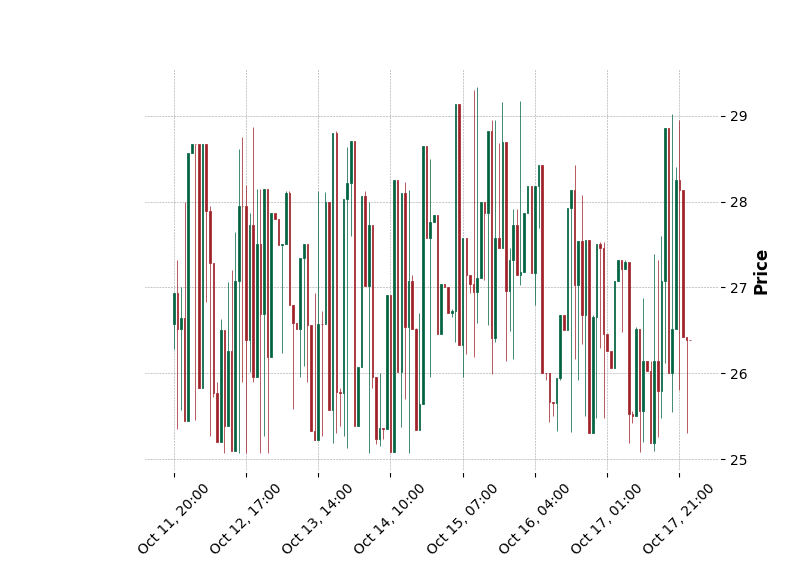 29
28
27
26
25
Price
Oct 11, 20:00
Oct 12, 17:00
Oct 13, 14:00
Oct 14, 10:00
Oct 15, 07:00
Oct 16, 04:00
Oct 17, 01:00
Oct 17, 21:00